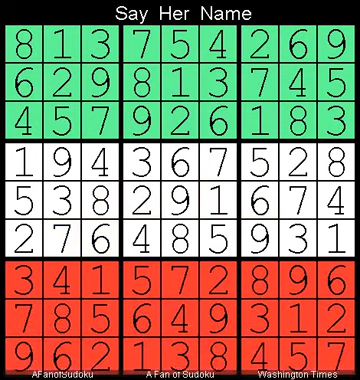 Say Her Name
8 1 3 7 5 4 2 6 9
6 2 9 8 1 3 7 4 5
4 5 7 9 2 6 1 8 3
1 9 4 3 6 7 5 2 8
5 3 8 2 9 1 6 7 4
2 7 6 4 8 5 9 3 1
3 4 1 5 7 2 8 9 6
7 8 5 6 4 9 3 1 2
9 6 2 1 3 8 4 5 7
AFanofSudoku A Fan of Sudoku Washington Times